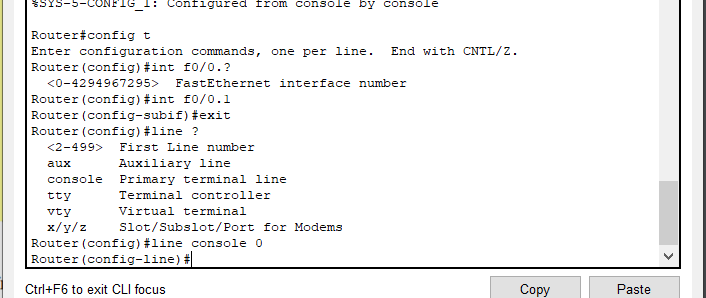 %SYS-5-CONFIG_I: Configured from console by console
Router#config t
Enter configuration commands, one per line.  End with CNTL/Z.
Router(config)#int f0/0.?
  <0-4294967295>  FastEthernet interface number
Router(config)#int f0/0.1
Router(config-subif)#exit
Router(config)#line ?
  <2-499>  First Line number
  aux      Auxiliary line
  console  Primary terminal line
  tty      Terminal controller
  vty      Virtual terminal
  x/y/z    Slot/Subslot/Port for Modems
Router(config)#line console 0
Router(config-line)#
Ctrl+F6 to exit CLI focus
Copy
Paste